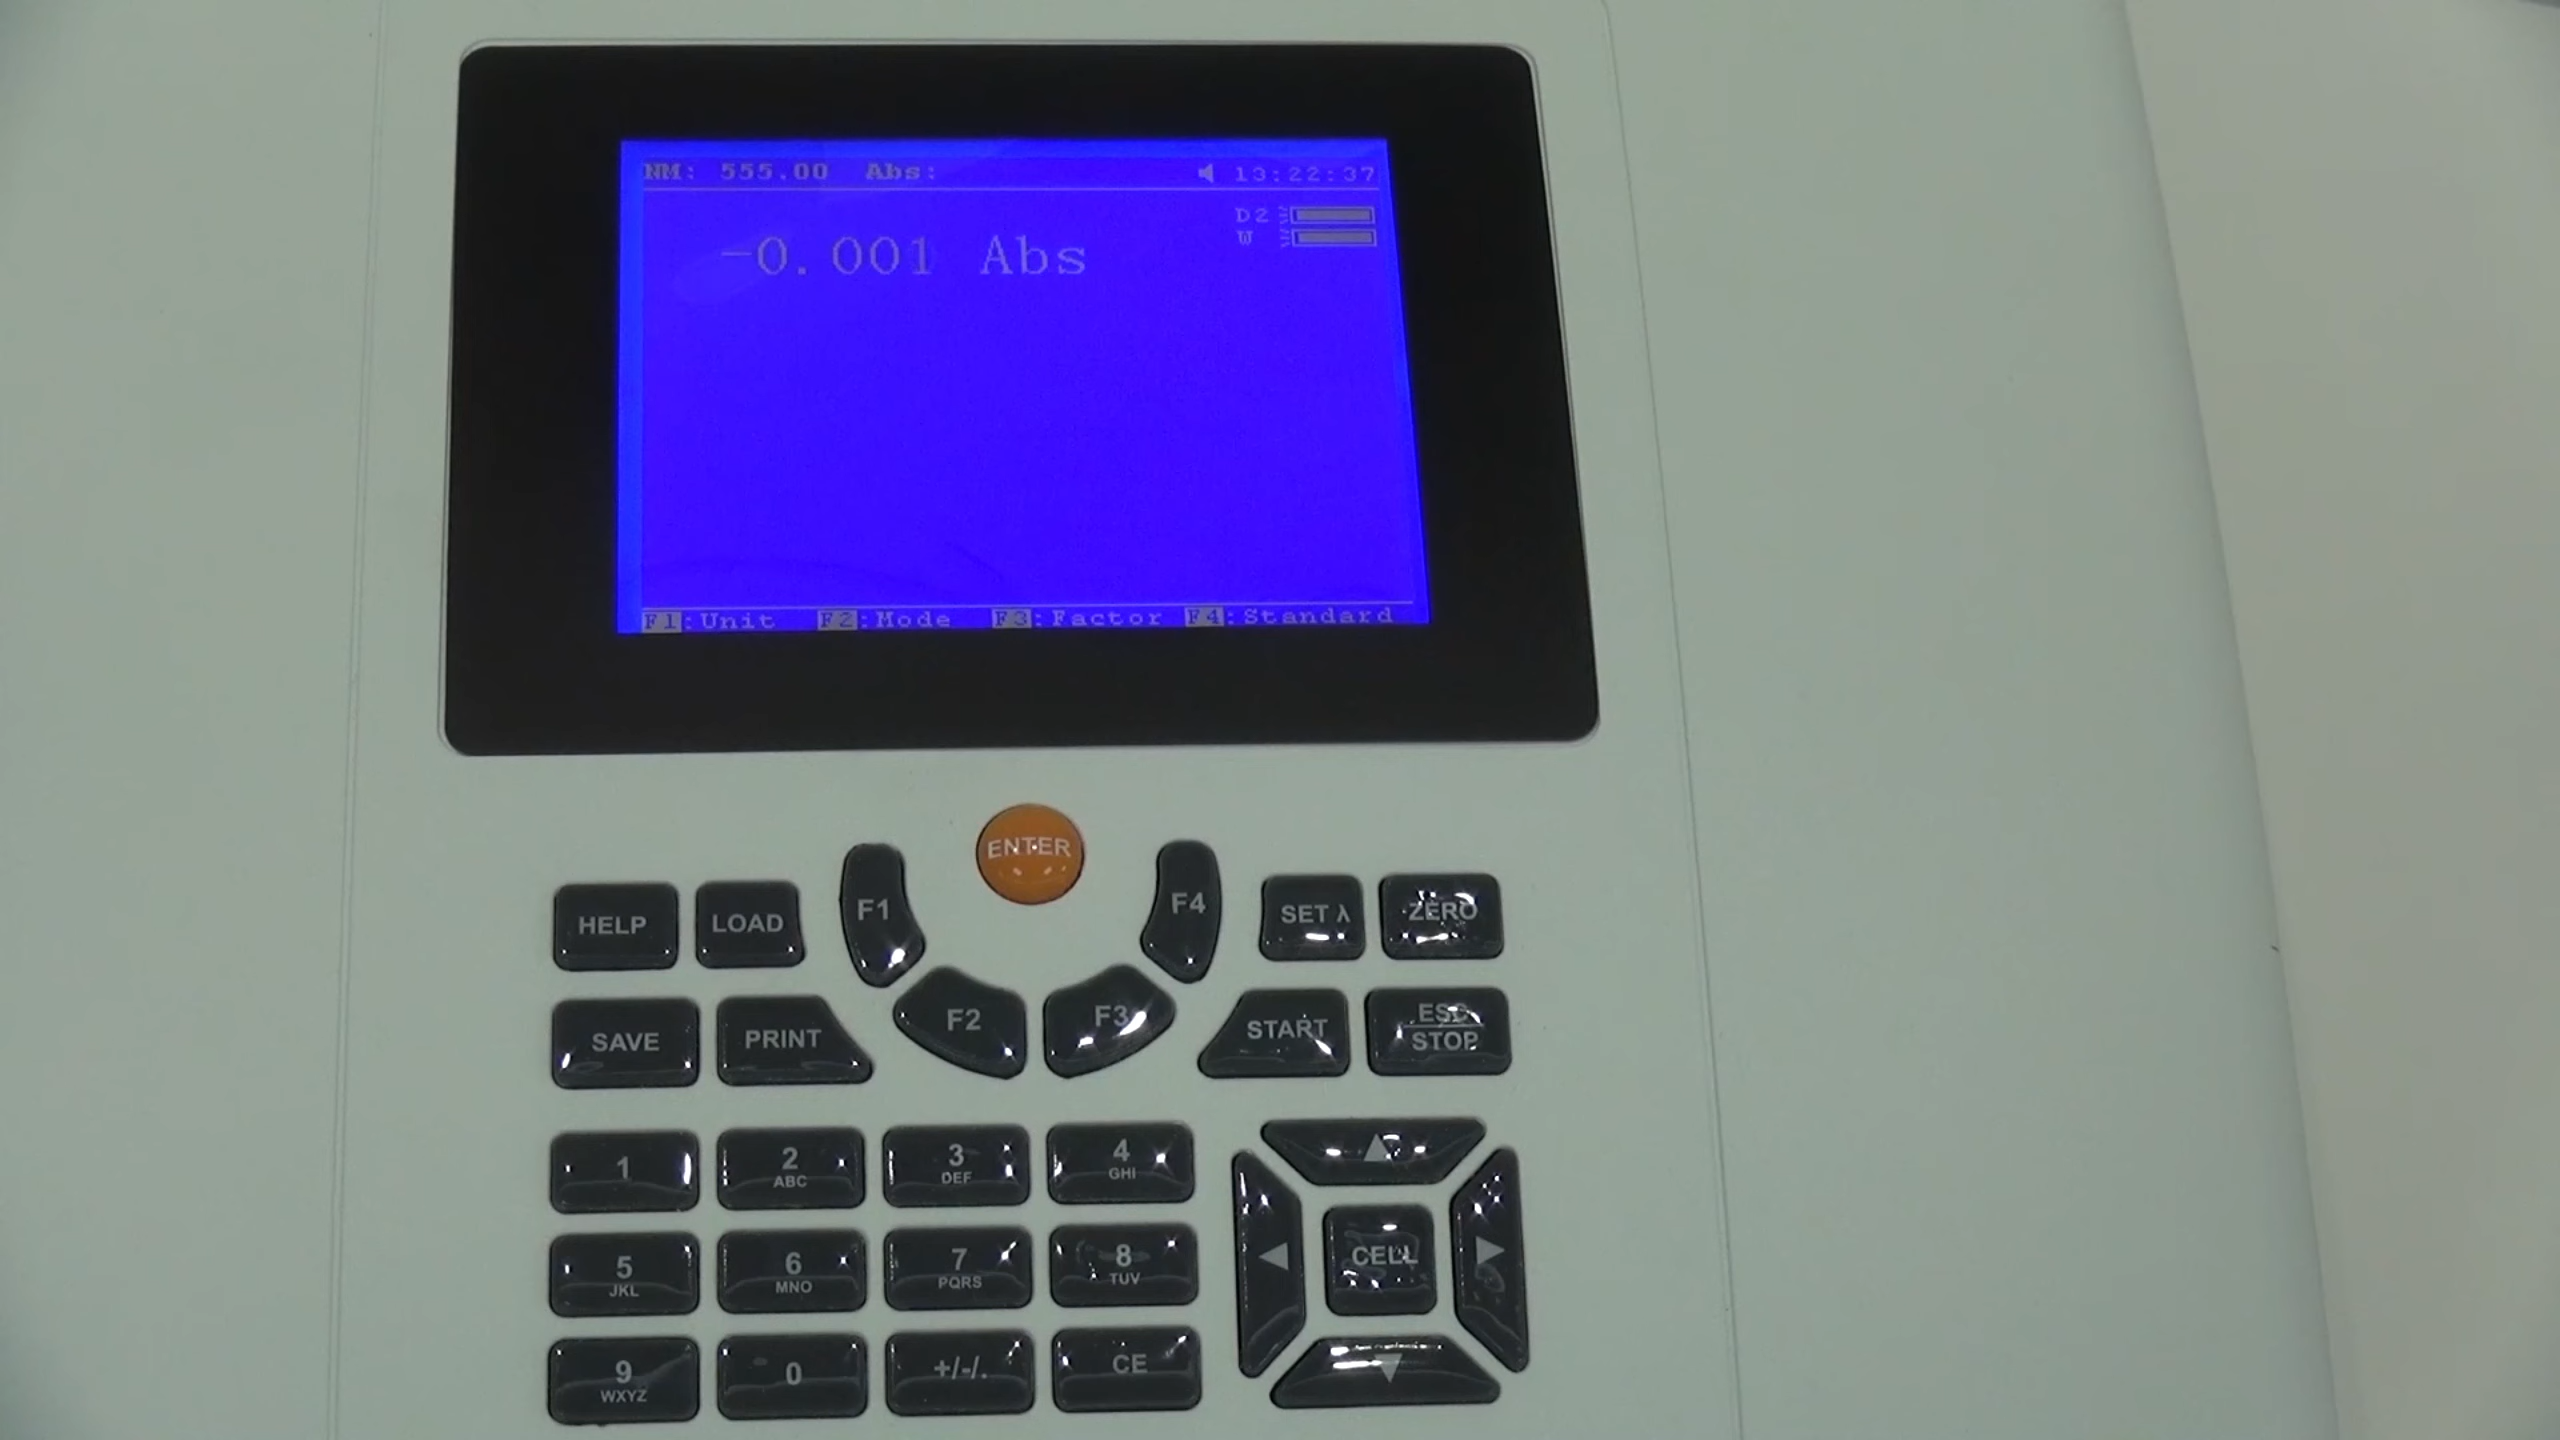 NM: 555.00 Abs: 13:22:37
D2
W
-0.001 Abs
F1:Unit F2:Mode F3:Factor F4:Standard
ENTER
HELP LOAD F1 F4 SET λ ZERO
SAVE PRINT F2 F3 START ESC
STOP
1 2 3 4
ABC DEF GHI
5 6 7 8 CELL
JKL MNO PQRS TUV
9 0 +/-/. CE
WXYZ